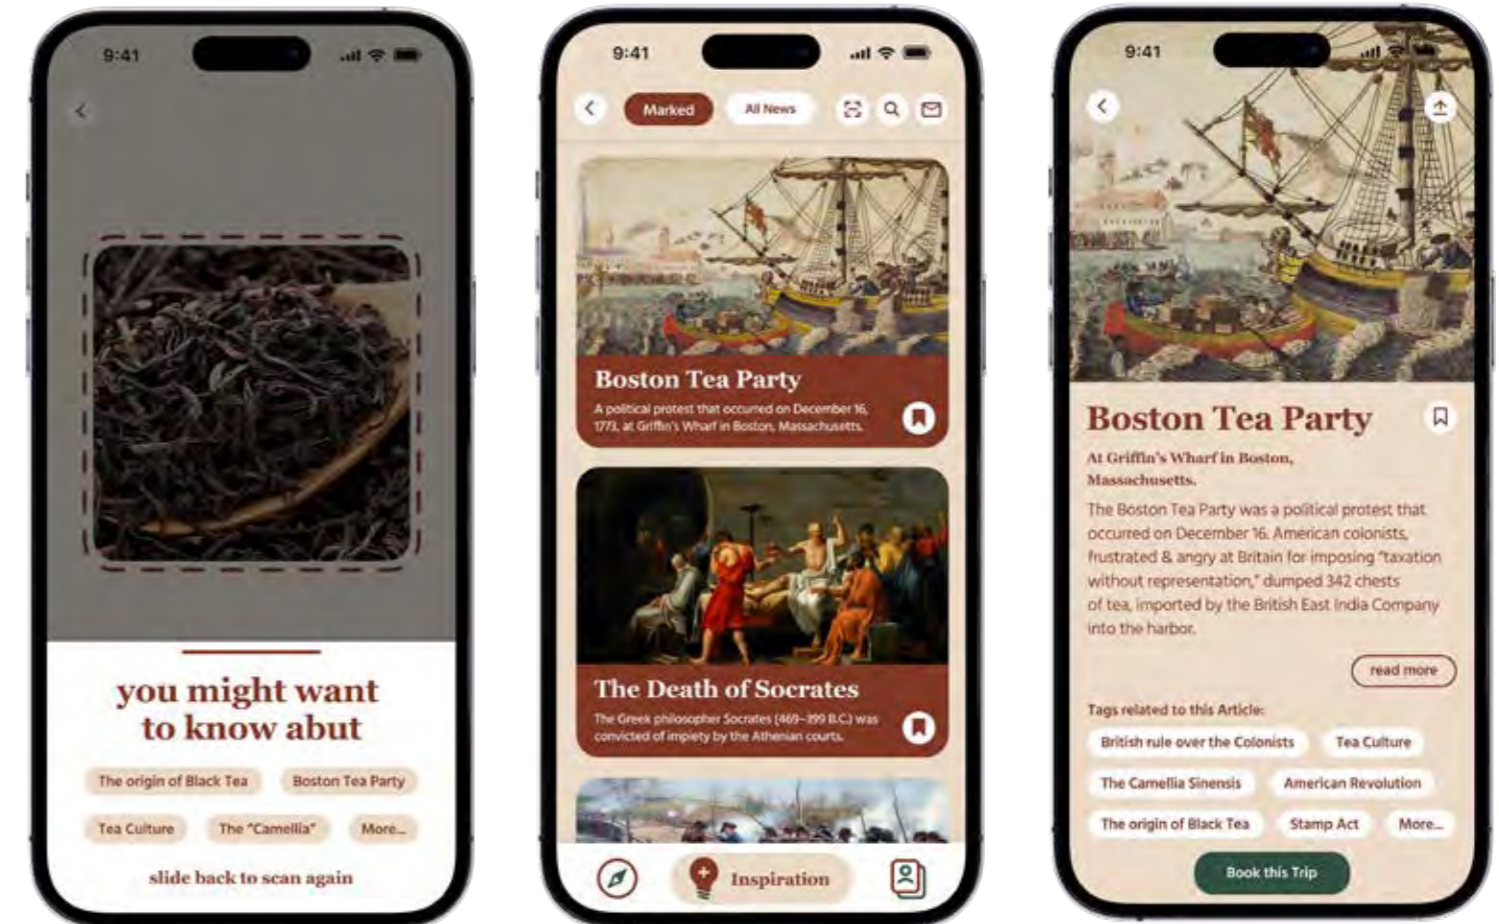 9:41
you might want
to know abut
The origin of Black Tea
Boston Tea Party
Tea Culture
The "Camellia"
More...
slide back to scan again
9:41
Marked
All News
Boston Tea Party
A political protest that occurred on December 16,
1773, at Griffin's Wharf in Boston, Massachusetts.
The Death of Socrates
The Greek philosopher Socrates (469–399 B.C.) was
convicted of impiety by the Athenian courts.
Inspiration
9:41
Boston Tea Party
At Griffin's Wharf in Boston,
Massachusetts.
The Boston Tea Party was a political protest that
occurred on December 16. American colonists,
frustrated & angry at Britain for imposing "taxation
without representation," dumped 342 chests
of tea, imported by the British East India Company
into the harbor.
read more
Tags related to this Article:
British rule over the Colonists
Tea Culture
The Camellia Sinensis
American Revolution
The origin of Black Tea
Stamp Act
More...
Book this Trip